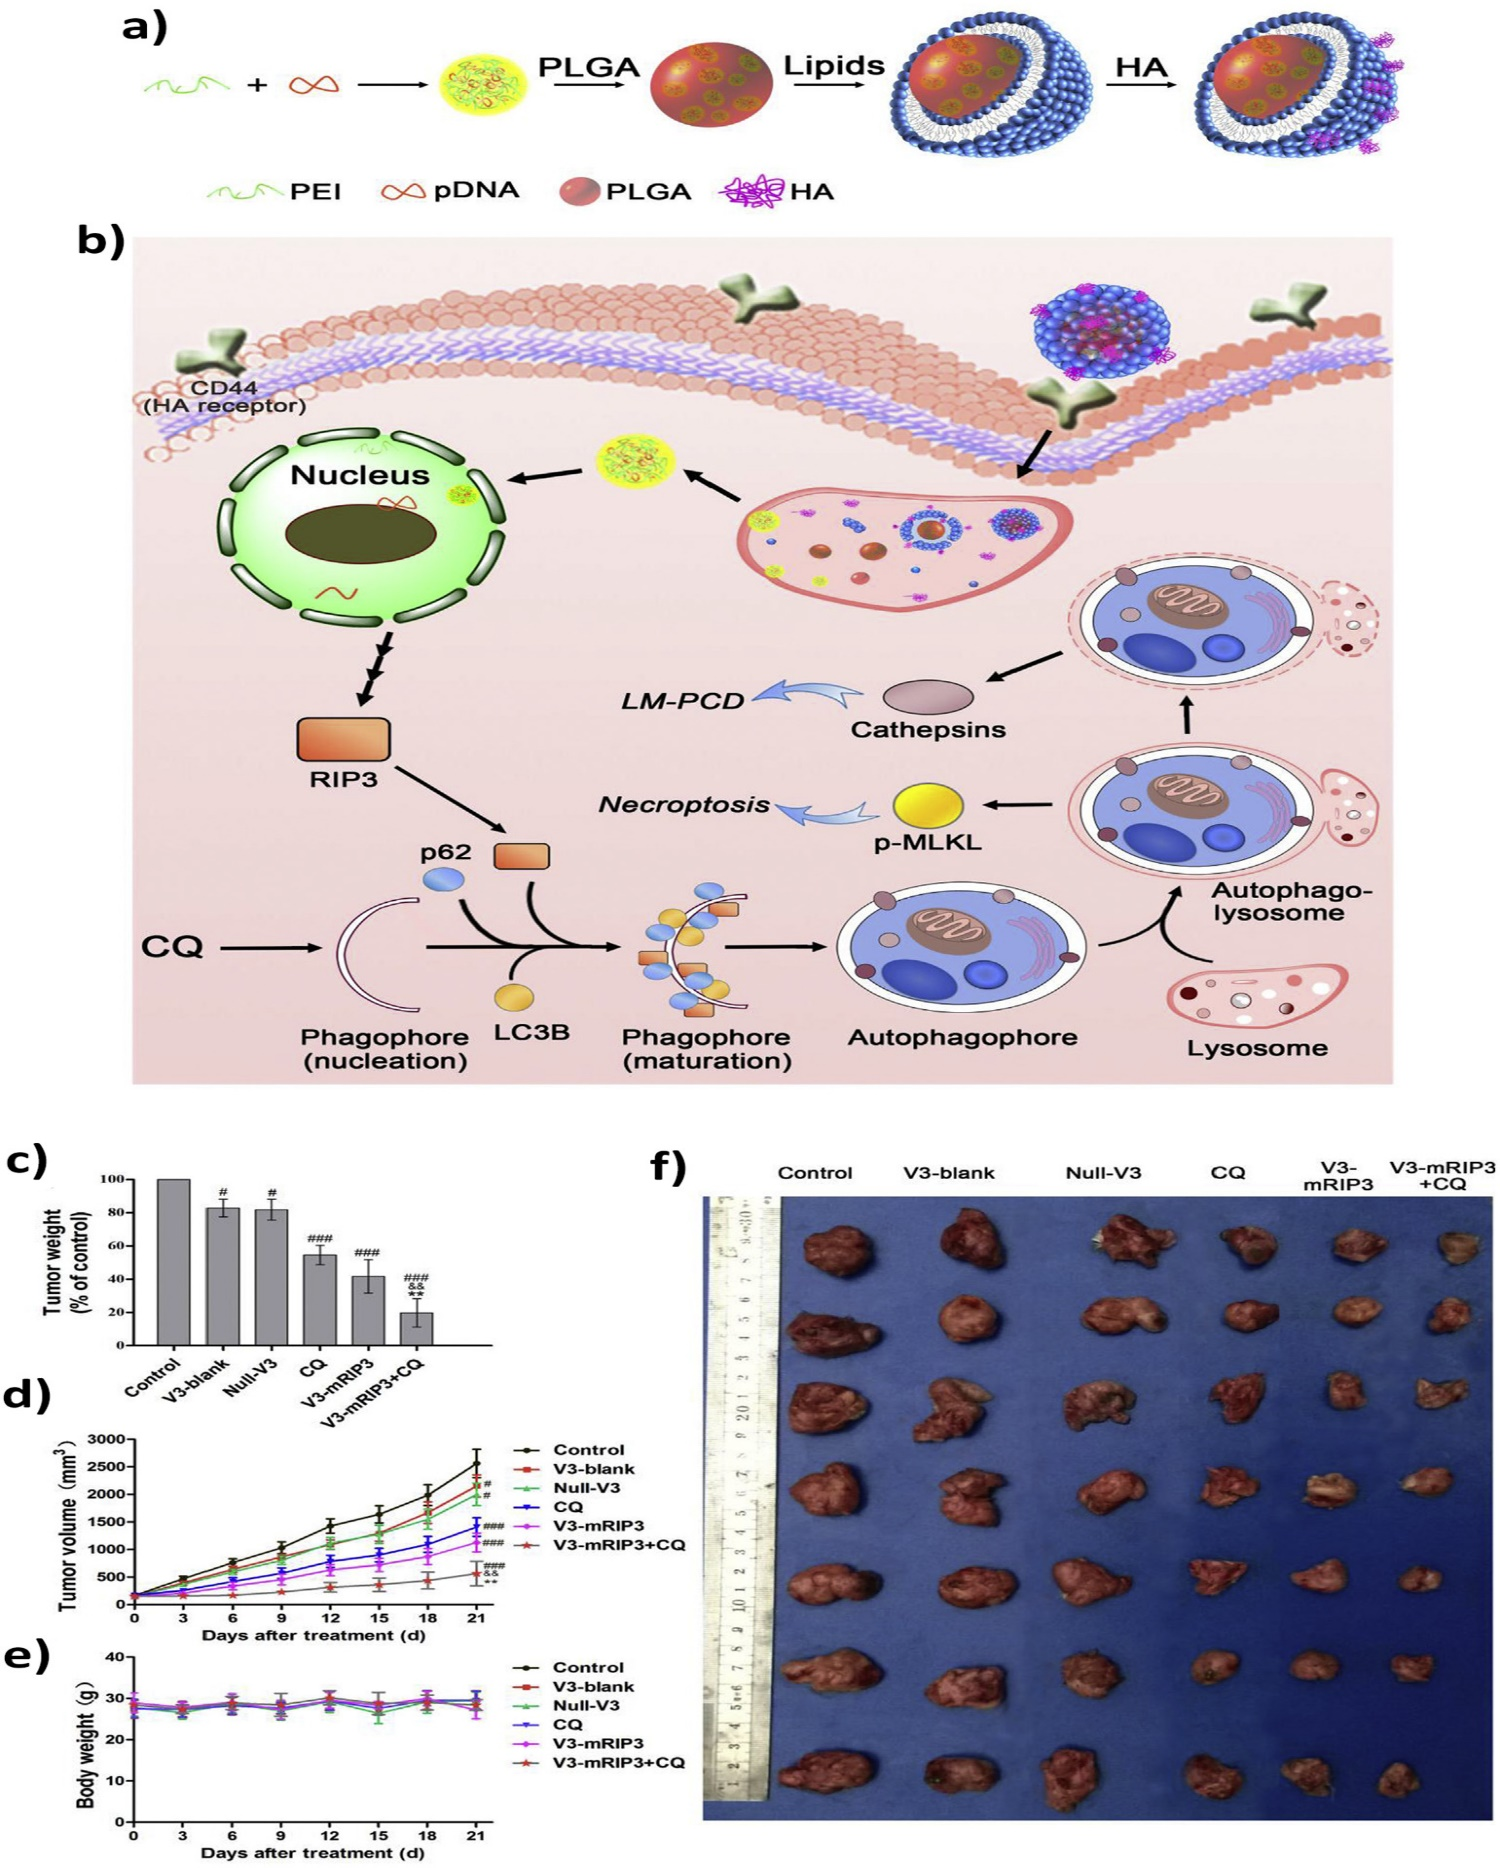 a)
+
PLGA
Lipids
HA
PEI
pDNA
PLGA
HA
b)
CD44
(HA receptor)
Nucleus
RIP3
LM-PCD
Cathepsins
Necroptosis
p-MLKL
p62
CQ
LC3B
Phagophore
(nucleation)
Phagophore
(maturation)
Autophagophore
Autophago-
lysosome
Lysosome
c)
Tumor weight
(% of control)
100
80
60
40
20
0
#
#
###
###
###
&&
**
Control
V3-blank
Null-V3
CQ
V3-mRIP3
V3-mRIP3+CQ
d)
Tumor volume (mm³)
3000
2500
2000
1500
1000
500
0
0 3 6 9 12 15 18 21
Days after treatment (d)
#
#
###
###
###
&&
**
Control
V3-blank
Null-V3
CQ
V3-mRIP3
V3-mRIP3+CQ
e)
Body weight (g)
40
30
20
10
0
0 3 6 9 12 15 18 21
Days after treatment (d)
Control
V3-blank
Null-V3
CQ
V3-mRIP3
V3-mRIP3+CQ
f)
Control
V3-blank
Null-V3
CQ
V3-
mRIP3
V3-mRIP3
+CQ